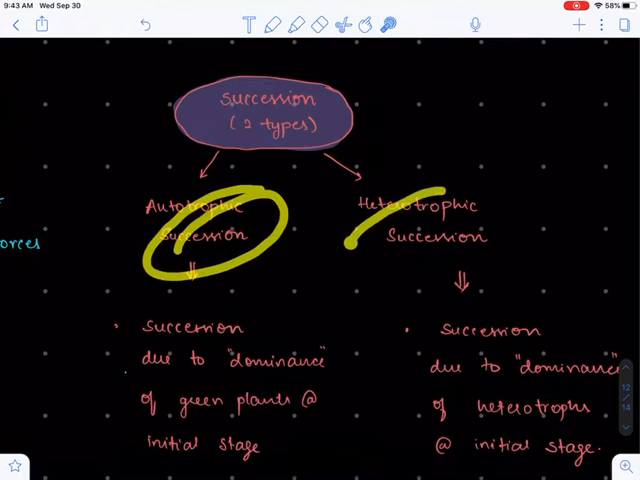 9:43 AM Wed Sep 30
58%
T
Succession
(2 types)
Autotrophic
Succession
Heterotrophic
Succession
orces
Succession
due to "dominance"
of green plants @
initial stage
Succession
due to "dominance"
of heterotrophs
@ initial stage.
12
/
14